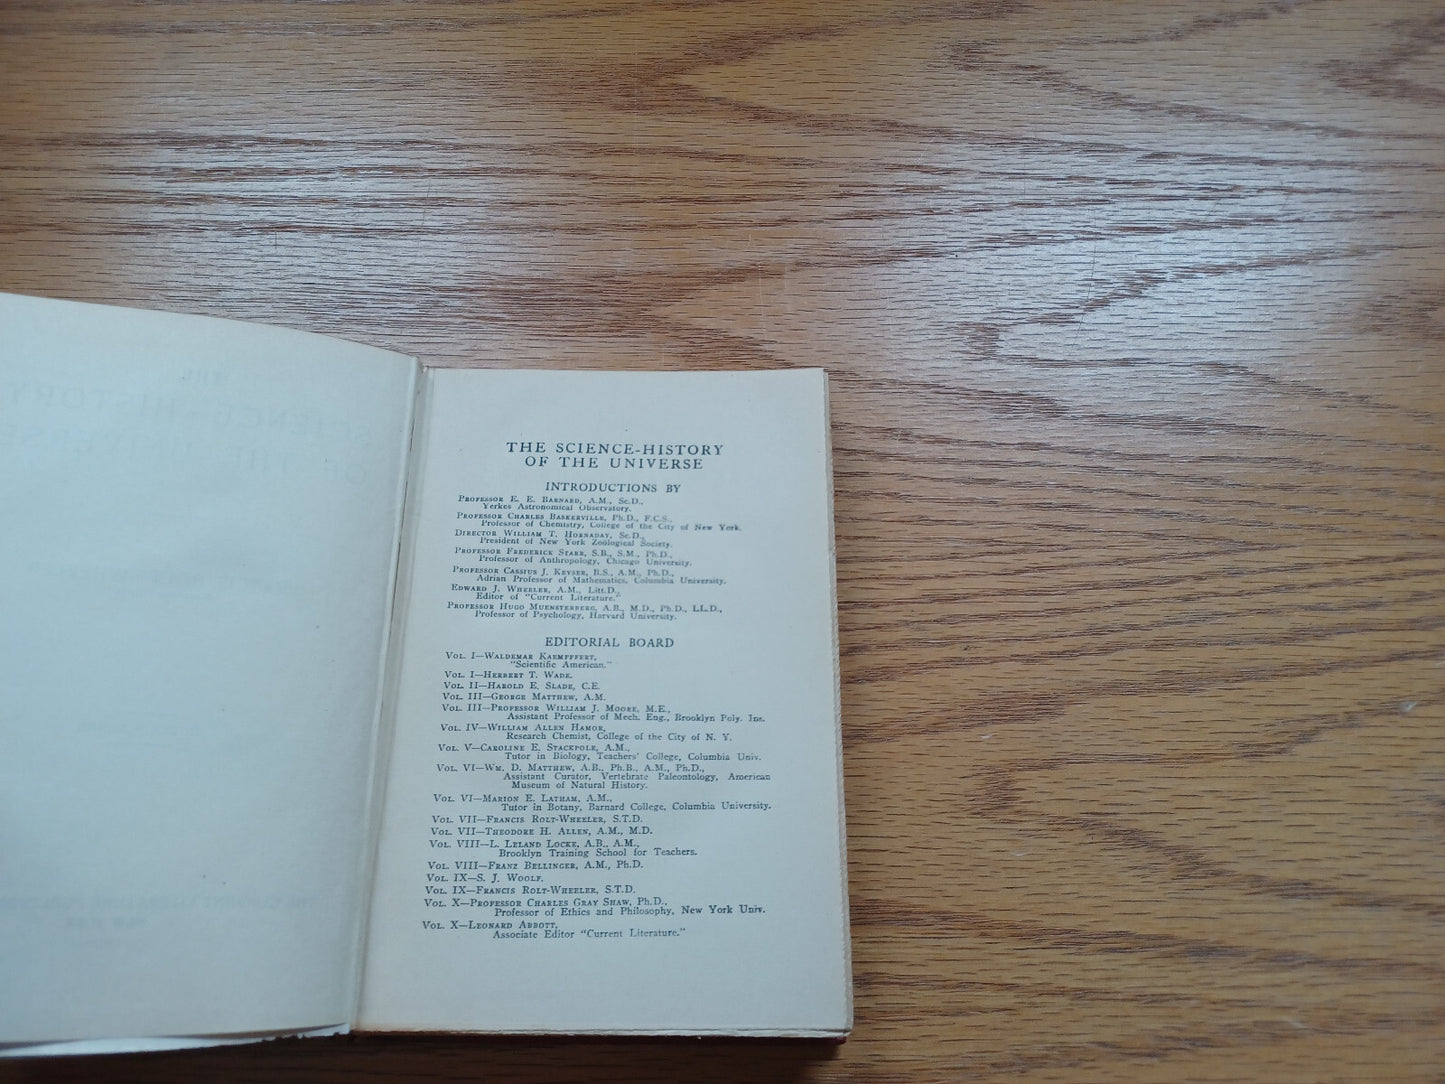 THE SCIENCE-HISTORY
OF THE UNIVERSE
INTRODUCTIONS BY
PROFESSOR E. E. BARNARD, A.M., Sc.D.,
Yerkes Astronomical Observatory.
PROFESSOR CHARLES BASKERVILLE, Ph.D., F.C.S.,
Professor of Chemistry, College of the City of New York.
DIRECTOR WILLIAM T. HORNADAY, Sc.D.,
President of New York Zoölogical Society.
PROFESSOR FREDERICK STARR, S.B., S.M., Ph.D.,
Professor of Anthropology, Chicago University.
PROFESSOR CASSIUS J. KEYSER, B.S., A.M., Ph.D.,
Adrian Professor of Mathematics, Columbia University.
EDWARD J. WHEELER, A.M., Litt.D.,
Editor of "Current Literature."
PROFESSOR HUGO MUENSTERBERG, A.B., M.D., Ph.D., LL.D.,
Professor of Psychology, Harvard University.
EDITORIAL BOARD
VOL. I—WALDEMAR KAEMPFFERT,
"Scientific American."
VOL. I—HERBERT T. WADE.
VOL. II—HAROLD E. SLADE, C.E.
VOL. III—GEORGE MATTHEW, A.M.
VOL. III—PROFESSOR WILLIAM J. MOORE, M.E.,
Assistant Professor of Mech. Eng., Brooklyn Poly. Ins.
VOL. IV—WILLIAM ALLEN HAMOR,
Research Chemist, College of the City of N. Y.
VOL. V—CAROLINE E. STACKPOLE, A.M.,
Tutor in Biology, Teachers' College, Columbia Univ.
VOL. VI—WM. D. MATTHEW, A.B., Ph.B., A.M., Ph.D.,
Assistant Curator, Vertebrate Paleontology, American
Museum of Natural History.
VOL. VI—MARION E. LATHAM, A.M.,
Tutor in Botany, Barnard College, Columbia University.
VOL. VII—FRANCIS ROLT-WHEELER, S.T.D.
VOL. VII—THEODORE H. ALLEN, A.M., M.D.
VOL. VIII—L. LELAND LOCKE, A.B., A.M.,
Brooklyn Training School for Teachers.
VOL. VIII—FRANZ BELLINGER, A.M., Ph.D.
VOL. IX—S. J. WOOLF.
VOL. IX—FRANCIS ROLT-WHEELER, S.T.D.
VOL. X—PROFESSOR CHARLES GRAY SHAW, Ph.D.,
Professor of Ethics and Philosophy, New York Univ.
VOL. X—LEONARD ABBOTT,
Associate Editor "Current Literature."